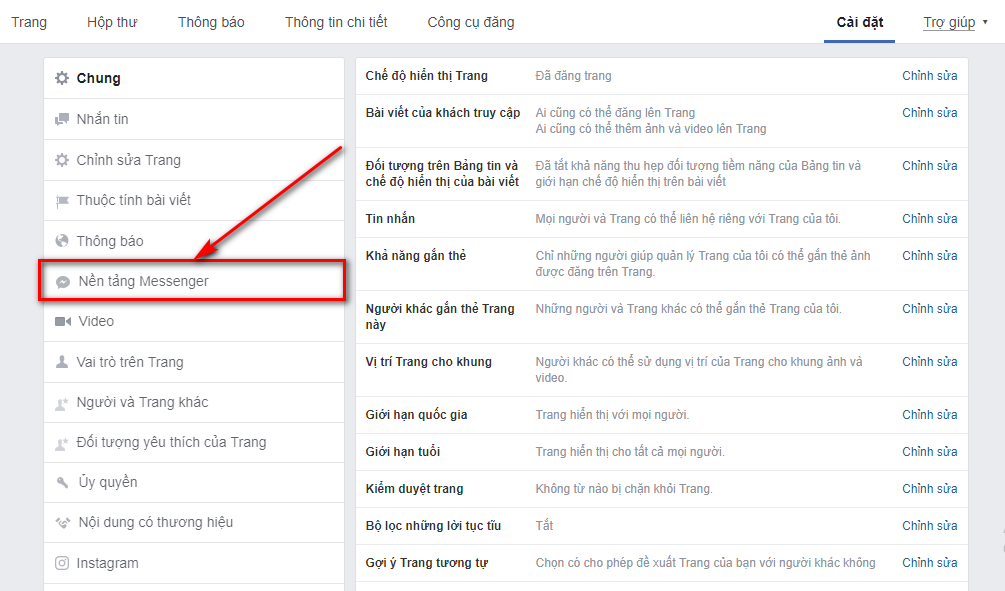 Trang Hộp thư Thông báo Thông tin chi tiết Công cụ đăng Cài đặt Trợ giúp
Chung
Nhắn tin
Chỉnh sửa Trang
Thuộc tính bài viết
Thông báo
Nền tảng Messenger
Video
Vai trò trên Trang
Người và Trang khác
Đối tượng yêu thích của Trang
Ủy quyền
Nội dung có thương hiệu
Instagram
Chế độ hiển thị Trang Đã đăng trang Chỉnh sửa
Bài viết của khách truy cập Ai cũng có thể đăng lên Trang Chỉnh sửa
Ai cũng có thể thêm ảnh và video lên Trang
Đối tượng trên Bảng tin và Đã tắt khả năng thu hẹp đối tượng tiềm năng của Bảng tin và Chỉnh sửa
chế độ hiển thị của bài viết giới hạn chế độ hiển thị trên bài viết
Tin nhắn Mọi người và Trang có thể liên hệ riêng với Trang của tôi. Chỉnh sửa
Khả năng gắn thẻ Chỉ những người giúp quản lý Trang của tôi có thể gắn thẻ ảnh Chỉnh sửa
được đăng trên Trang.
Người khác gắn thẻ Trang Những người và Trang khác có thể gắn thẻ Trang của tôi. Chỉnh sửa
này
Vị trí Trang cho khung Người khác có thể sử dụng vị trí của Trang cho khung ảnh và Chỉnh sửa
video.
Giới hạn quốc gia Trang hiển thị với mọi người. Chỉnh sửa
Giới hạn tuổi Trang hiển thị cho tất cả mọi người. Chỉnh sửa
Kiểm duyệt trang Không từ nào bị chặn khỏi Trang. Chỉnh sửa
Bộ lọc những lời tục tĩu Tắt Chỉnh sửa
Gợi ý Trang tương tự Chọn có cho phép đề xuất Trang của bạn với người khác không Chỉnh sửa